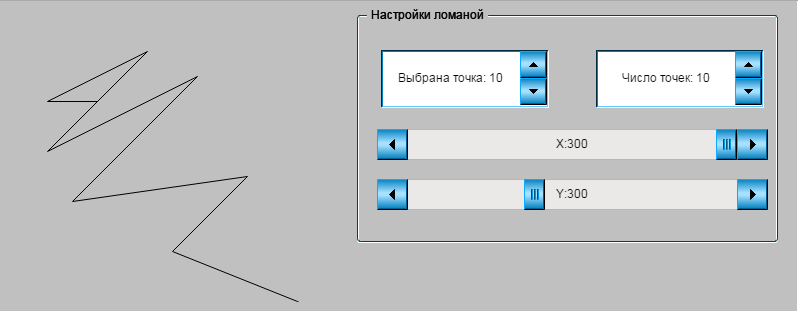 Настройки ломаной
Выбрана точка: 10
Число точек: 10
X:300
Y:300